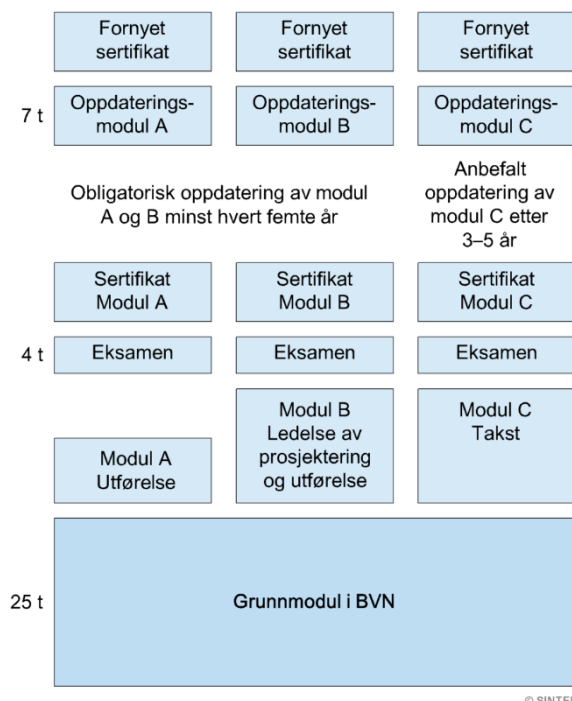 Fornyet
sertifikat
Fornyet
sertifikat
Fornyet
sertifikat
7 t
Oppdaterings-
modul A
Oppdaterings-
modul B
Oppdaterings-
modul C
Obligatorisk oppdatering av modul
A og B minst hvert femte år
Anbefalt
oppdatering av
modul C etter
3–5 år
Sertifikat
Modul A
Sertifikat
Modul B
Sertifikat
Modul C
4 t
Eksamen
Eksamen
Eksamen
Modul A
Utførelse
Modul B
Ledelse av
prosjektering
og utførelse
Modul C
Takst
25 t
Grunnmodul i BVN